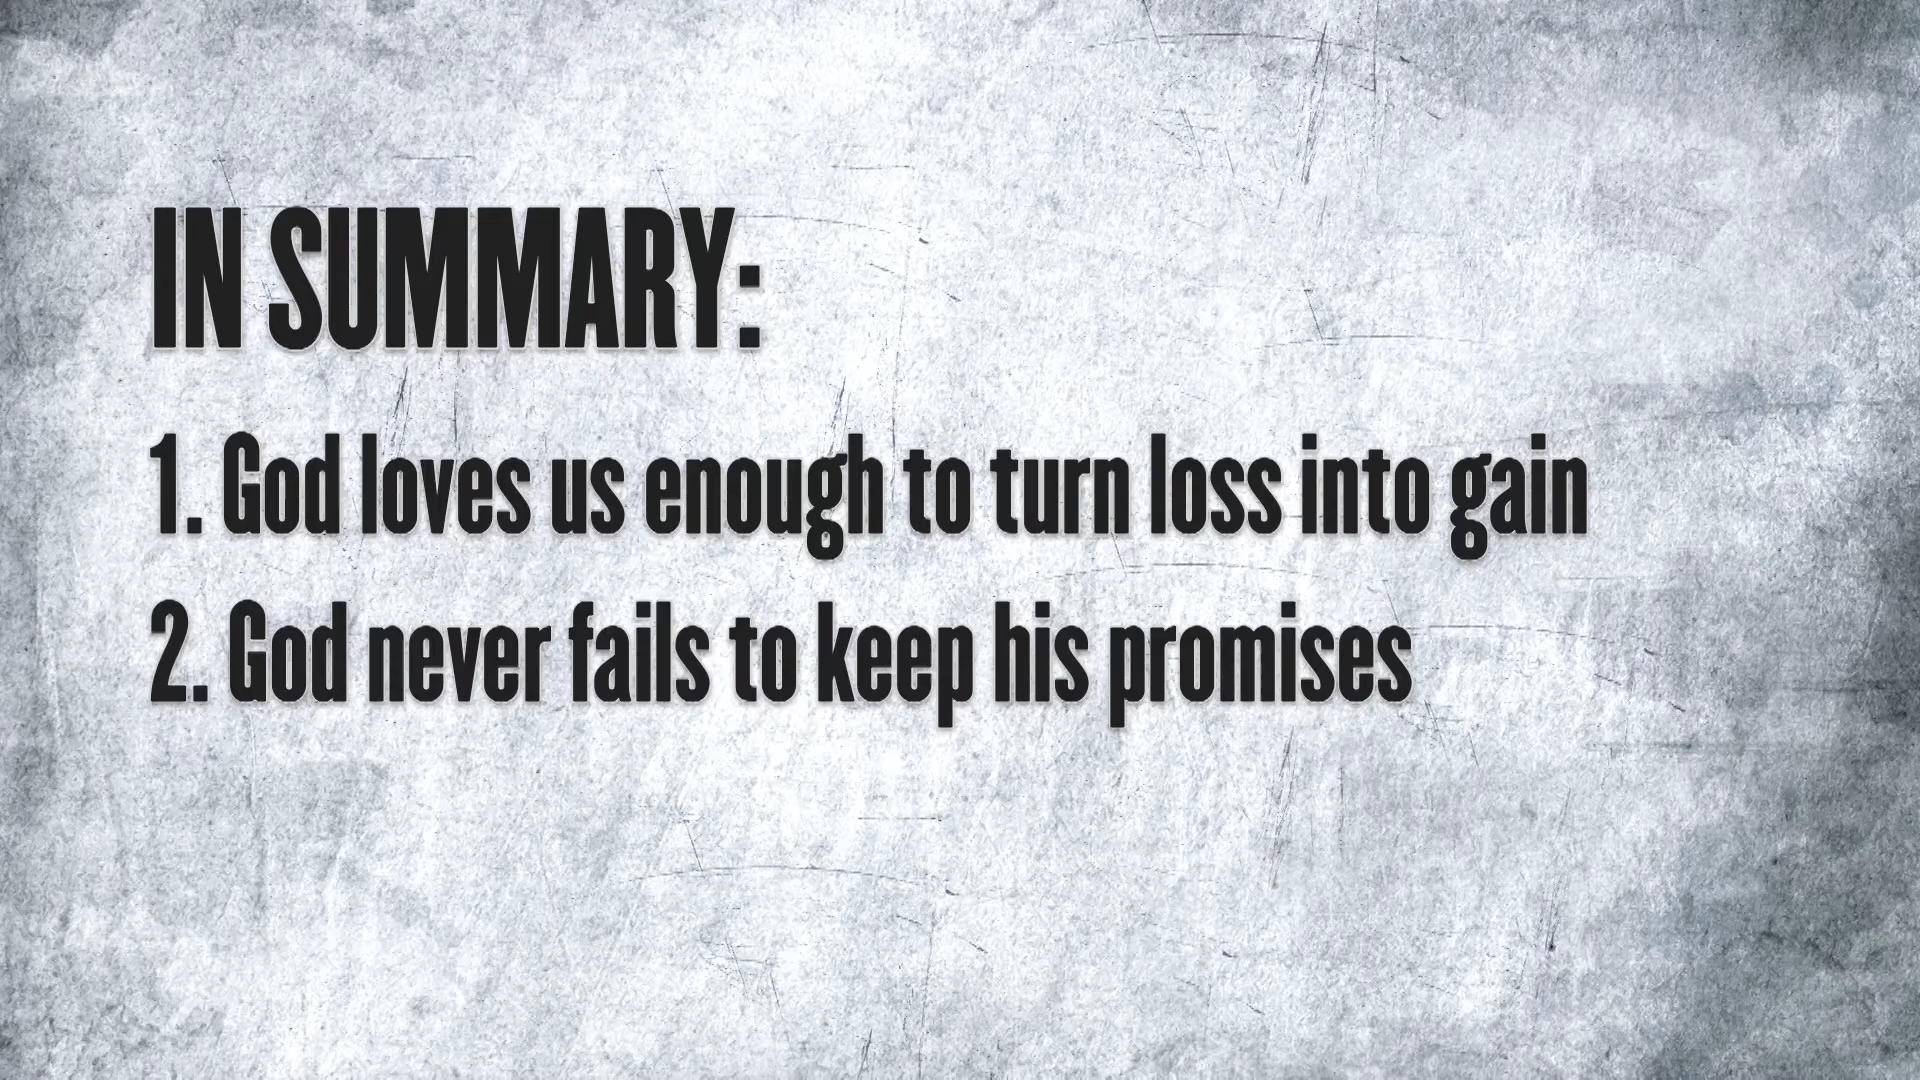 IN SUMMARY:
1. God loves us enough to turn loss into gain
2. God never fails to keep his promises